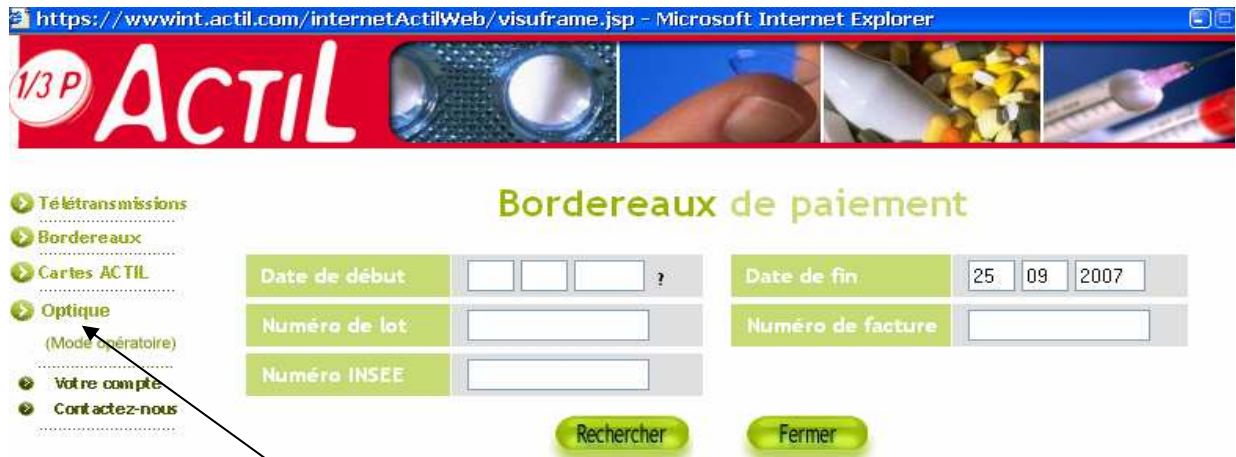 https://wwwint.actil.com/internetActilWeb/visuframe.jsp - Microsoft Internet Explorer
1/3 P ACTIL
Bordereaux de paiement
Télétransmissions
Bordereaux
Cartes ACTIL
Optique
(Mode opératoire)
Votre compte
Contactez-nous
Date de début ?
Date de fin 25 09 2007
Numéro de lot
Numéro de facture
Numéro INSEE
Rechercher Fermer